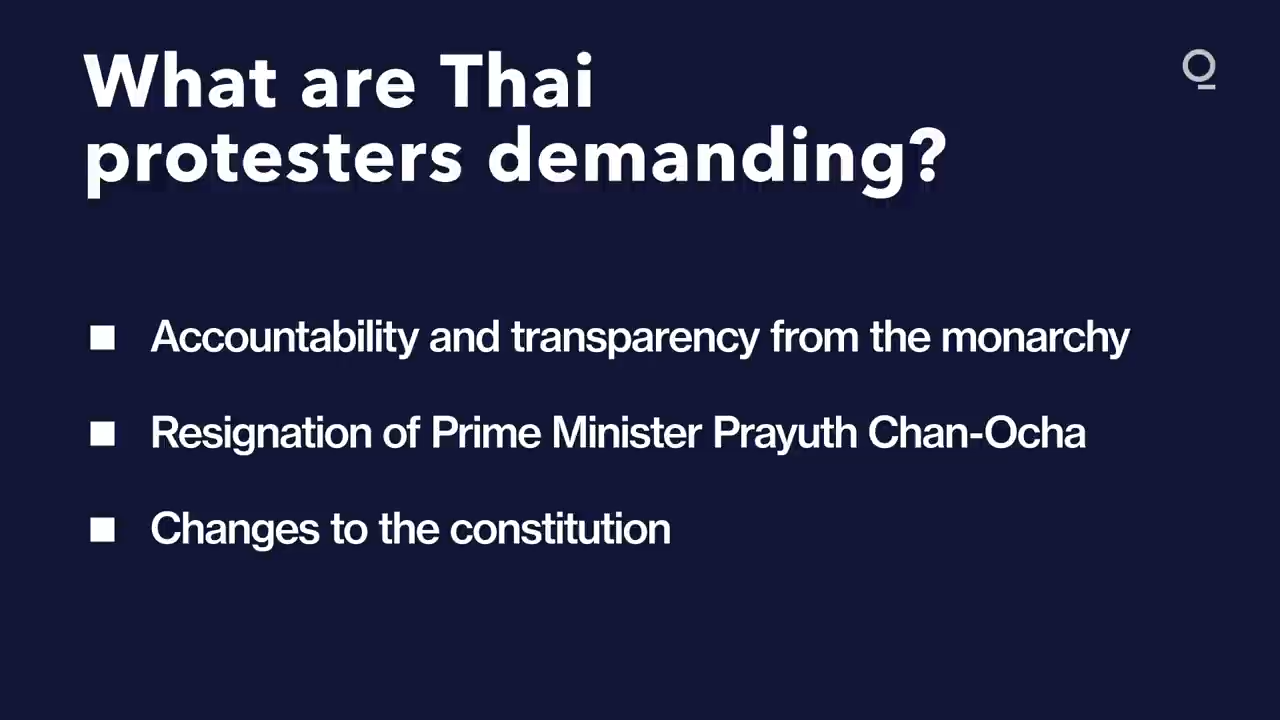 What are Thai
protesters demanding?
Accountability and transparency from the monarchy
Resignation of Prime Minister Prayuth Chan-Ocha
Changes to the constitution